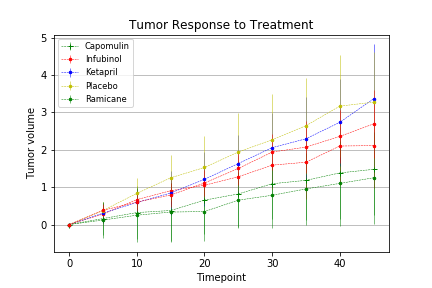 Tumor Response to Treatment
5
4
3
2
1
0
Tumor volume
Capomulin
Infubinol
Ketapril
Placebo
Ramicane
0 10 20 30 40
Timepoint